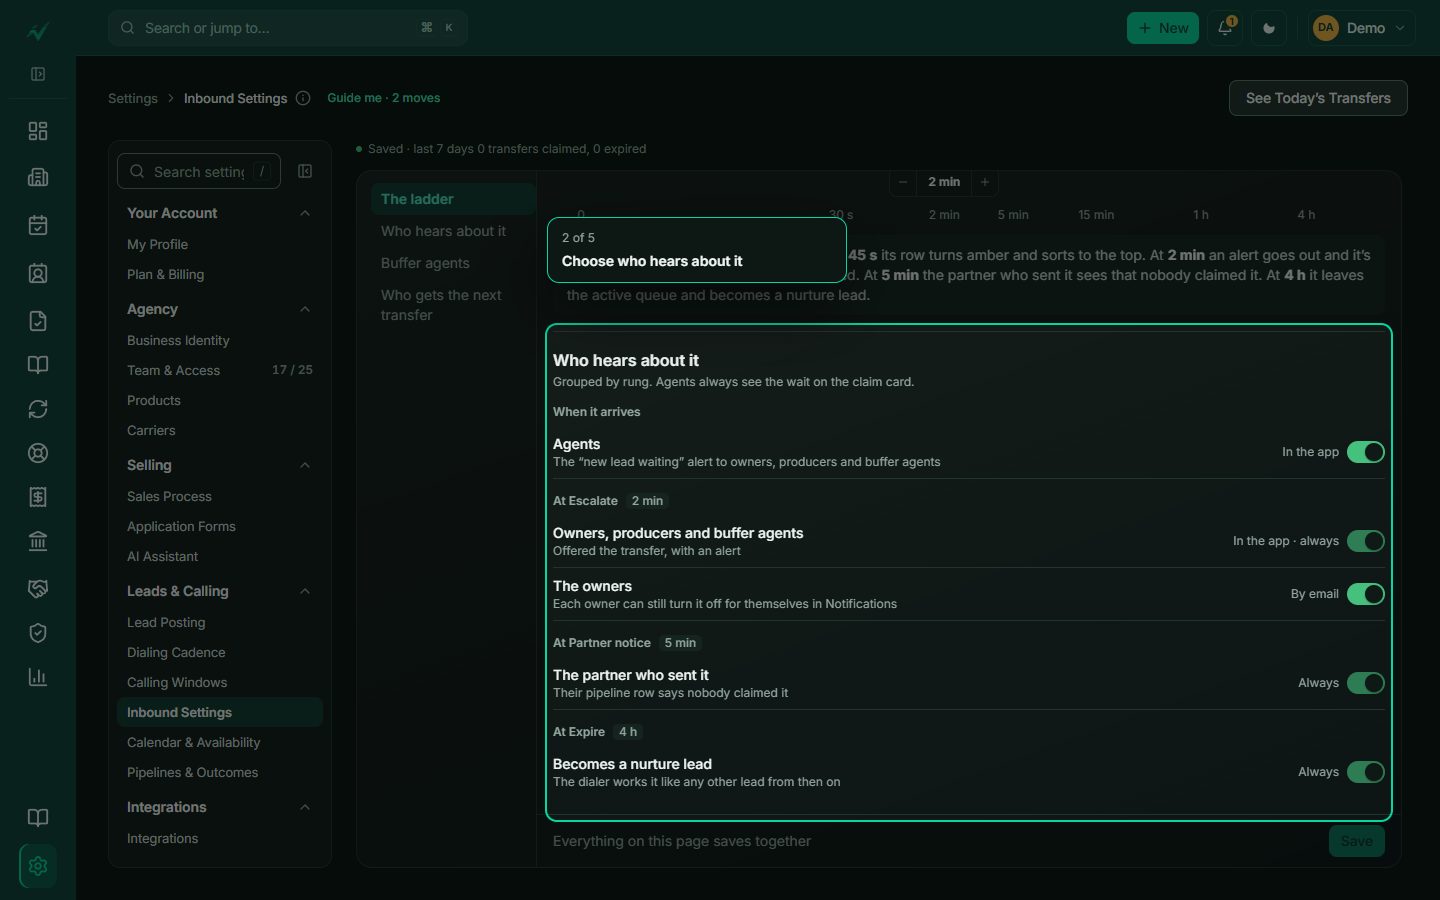 Search or jump to...
⌘ K
New
1
DA
Demo
Settings
Inbound Settings
Guide me · 2 moves
See Today's Transfers
Search setting
/
Your Account
My Profile
Plan & Billing
Agency
Business Identity
Team & Access
17 / 25
Products
Carriers
Selling
Sales Process
Application Forms
AI Assistant
Leads & Calling
Lead Posting
Dialing Cadence
Calling Windows
Inbound Settings
Calendar & Availability
Pipelines & Outcomes
Integrations
Integrations
Saved · last 7 days 0 transfers claimed, 0 expired
The ladder
Who hears about it
Buffer agents
Who gets the next
transfer
− 2 min +
0 30 s 2 min 5 min 15 min 1 h 4 h
2 of 5
Choose who hears about it
45 s its row turns amber and sorts to the top. At 2 min an alert goes out and it's
d. At 5 min the partner who sent it sees that nobody claimed it. At 4 h it leaves
the active queue and becomes a nurture lead.
Who hears about it
Grouped by rung. Agents always see the wait on the claim card.
When it arrives
Agents
The “new lead waiting” alert to owners, producers and buffer agents
In the app
At Escalate 2 min
Owners, producers and buffer agents
Offered the transfer, with an alert
In the app · always
The owners
Each owner can still turn it off for themselves in Notifications
By email
At Partner notice 5 min
The partner who sent it
Their pipeline row says nobody claimed it
Always
At Expire 4 h
Becomes a nurture lead
The dialer works it like any other lead from then on
Always
Everything on this page saves together
Save